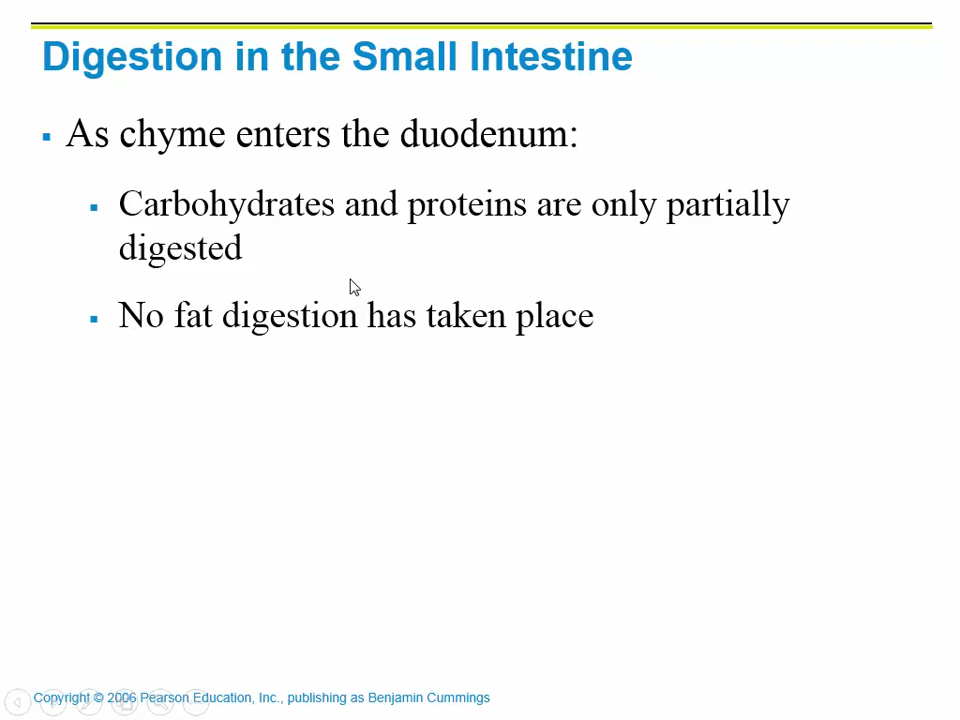 Digestion in the Small Intestine
As chyme enters the duodenum:
Carbohydrates and proteins are only partially
digested
No fat digestion has taken place
Copyright © 2006 Pearson Education, Inc., publishing as Benjamin Cummings